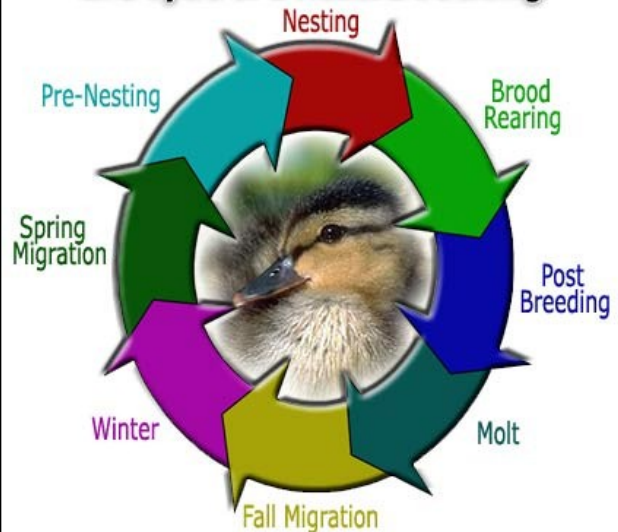 Nesting
Brood
Rearing
Post
Breeding
Molt
Fall Migration
Winter
Spring
Migration
Pre-Nesting